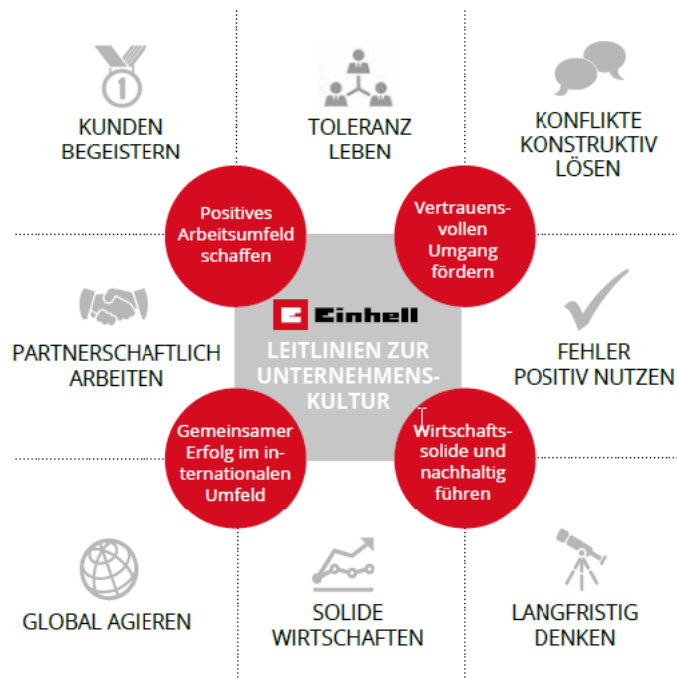 1
KUNDEN
BEGEISTERN
TOLERANZ
LEBEN
KONFLIKTE
KONSTRUKTIV
LÖSEN
Positives
Arbeitsumfeld
schaffen
Vertrauens-
vollen
Umgang
fördern
PARTNERSCHAFTLICH
ARBEITEN
Einhell
LEITLINIEN ZUR
UNTERNEHMENS-
KULTUR
FEHLER
POSITIV NUTZEN
Gemeinsamer
Erfolg im in-
ternationalen
Umfeld
Wirtschafts-
solide und
nachhaltig
führen
GLOBAL AGIEREN
SOLIDE
WIRTSCHAFTEN
LANGFRISTIG
DENKEN